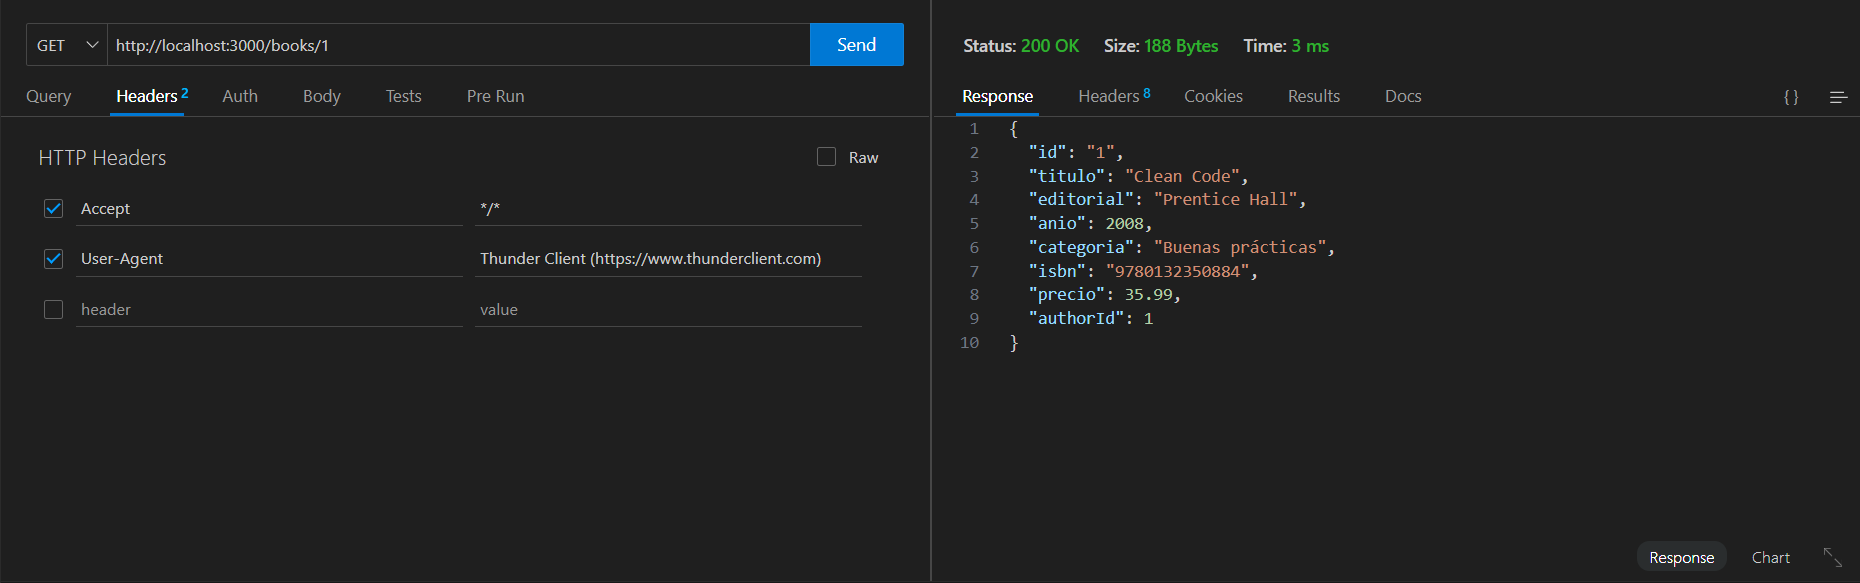 GET http://localhost:3000/books/1 Send
Query Headers 2 Auth Body Tests Pre Run
HTTP Headers Raw
Accept */*
User-Agent Thunder Client (https://www.thunderclient.com)
header value
Status: 200 OK Size: 188 Bytes Time: 3 ms
Response Headers 8 Cookies Results Docs { }
1 {
2 "id": "1",
3 "titulo": "Clean Code",
4 "editorial": "Prentice Hall",
5 "anio": 2008,
6 "categoria": "Buenas prácticas",
7 "isbn": "9780132350884",
8 "precio": 35.99,
9 "authorId": 1
10 }
Response Chart